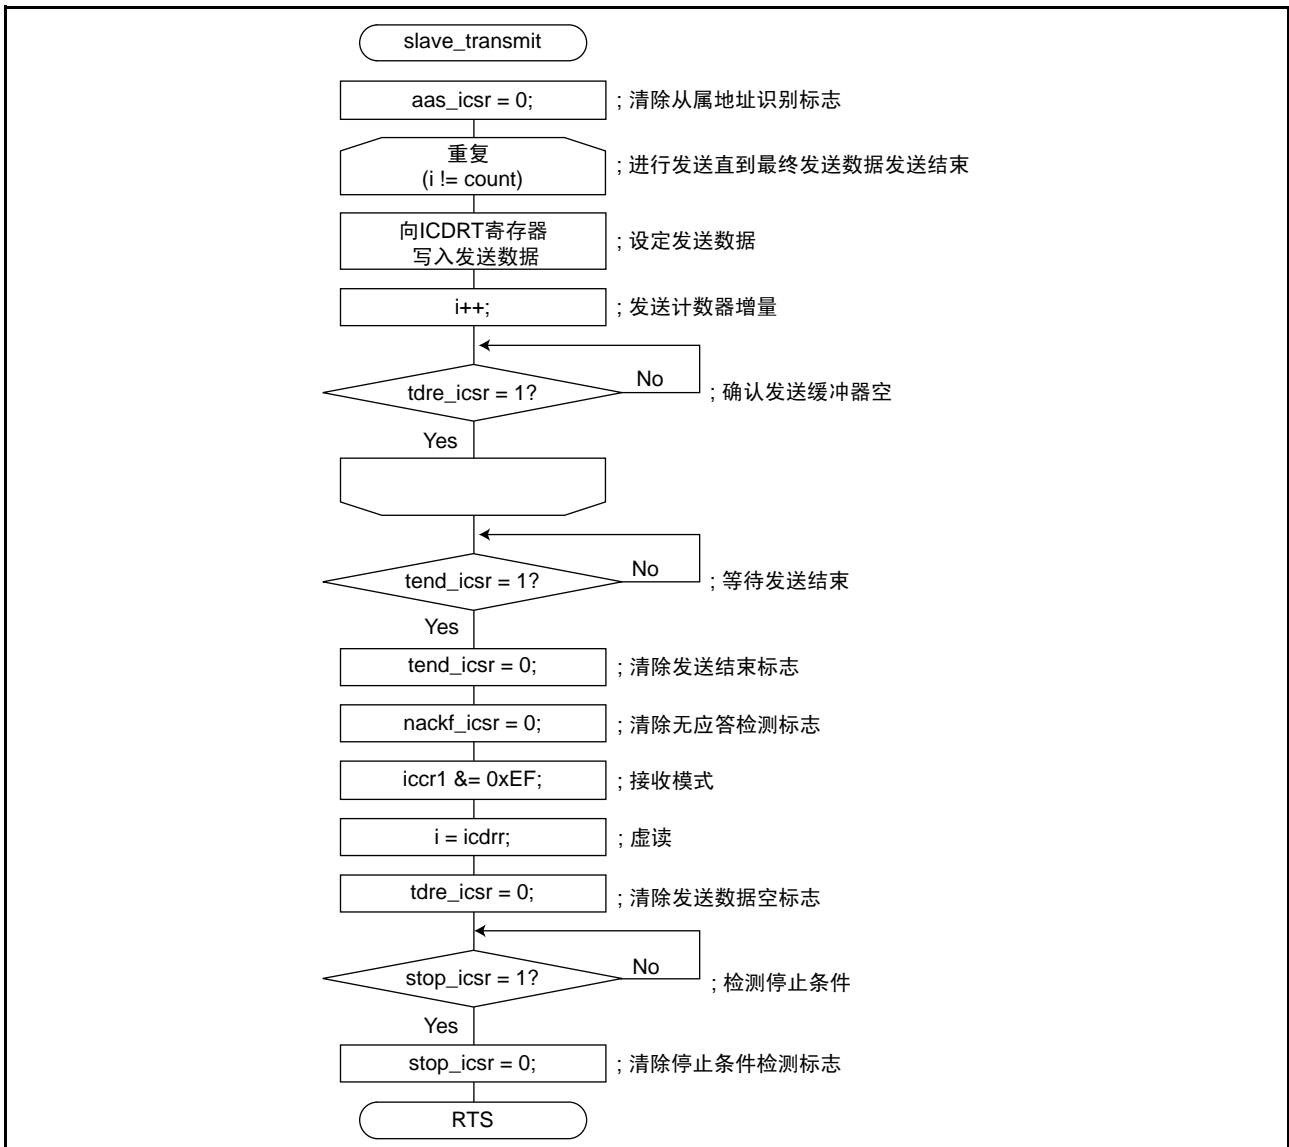 slave_transmit
aas_icsr = 0;
; 清除从属地址识别标志
重复
(i != count)
; 进行发送直到最终发送数据发送结束
向ICDRT寄存器
写入发送数据
; 设定发送数据
i++;
; 发送计数器增量
tdre_icsr = 1?
No
; 确认发送缓冲器空
Yes
tend_icsr = 1?
No
; 等待发送结束
Yes
tend_icsr = 0;
; 清除发送结束标志
nackf_icsr = 0;
; 清除无应答检测标志
iccr1 &= 0xEF;
; 接收模式
i = icdrr;
; 虚读
tdre_icsr = 0;
; 清除发送数据空标志
stop_icsr = 1?
No
; 检测停止条件
Yes
stop_icsr = 0;
; 清除停止条件检测标志
RTS